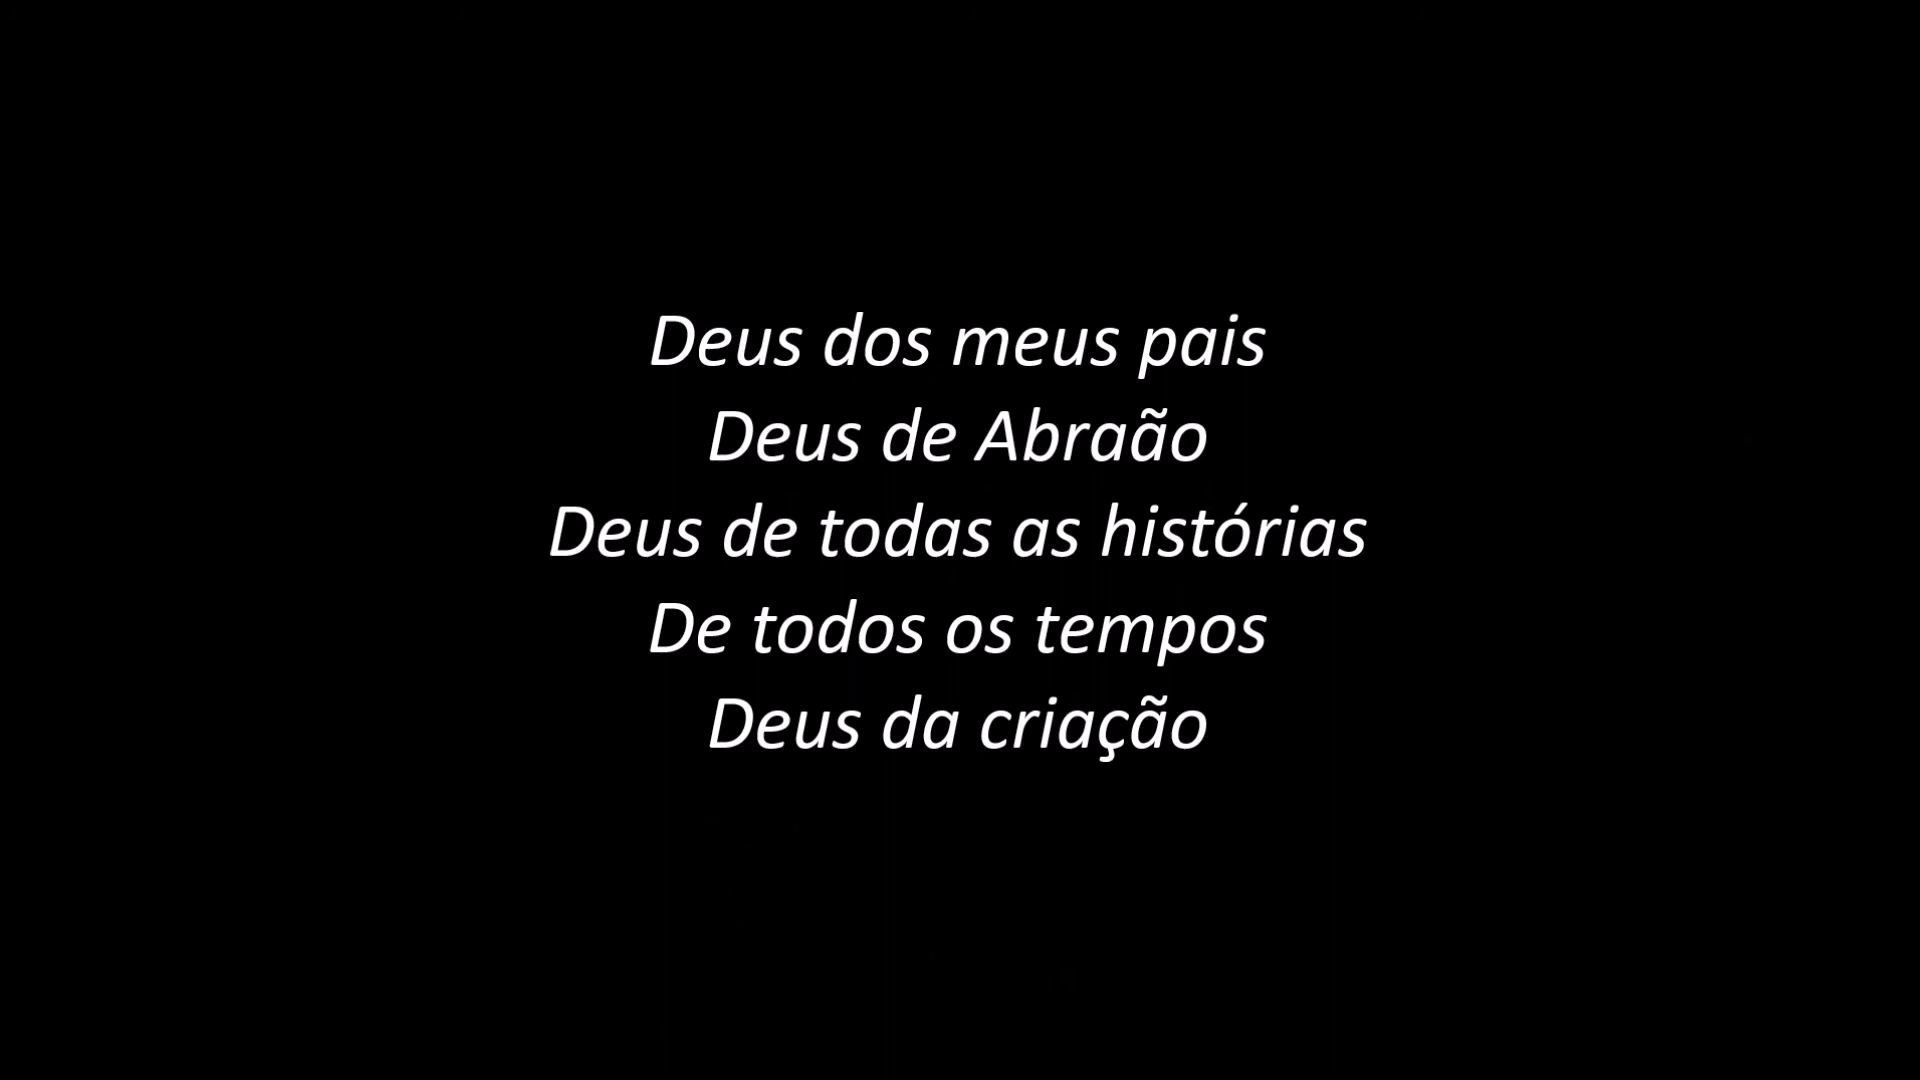 Deus dos meus pais
Deus de Abraão
Deus de todas as histórias
De todos os tempos
Deus da criação